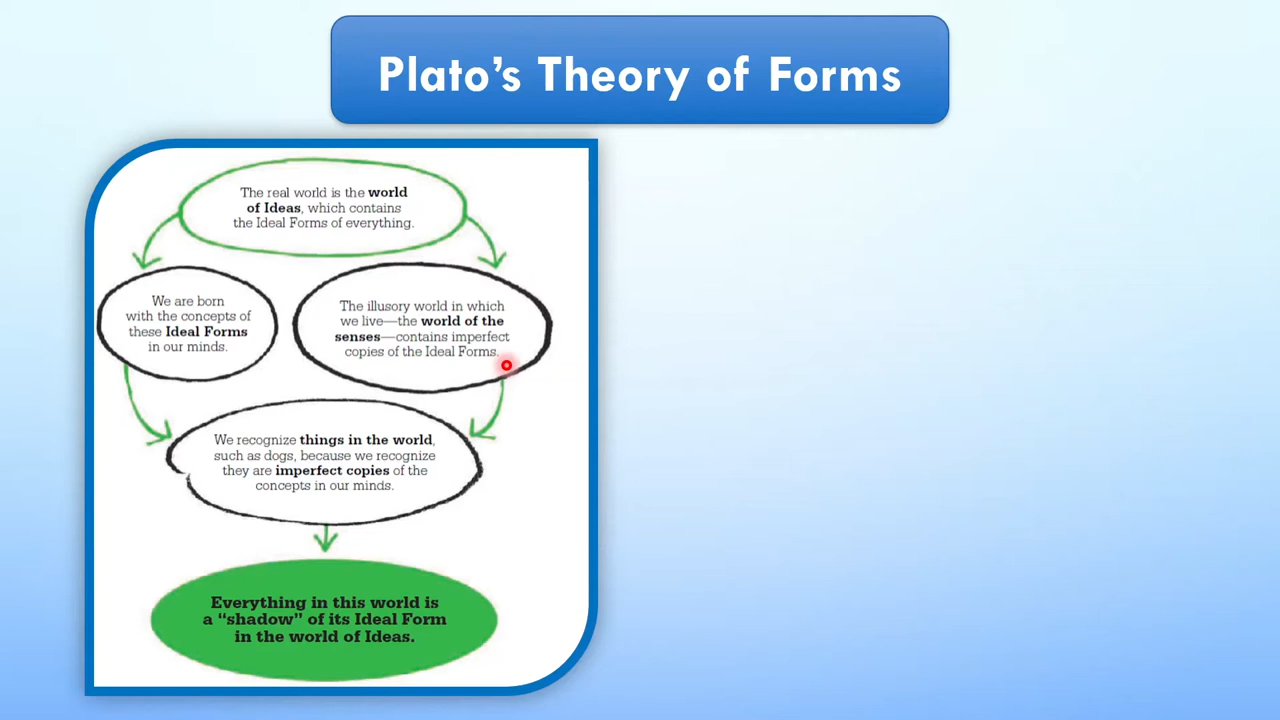 Plato’s Theory of Forms
The real world is the world
of Ideas, which contains
the Ideal Forms of everything.
We are born
with the concepts of
these Ideal Forms
in our minds.
The illusory world in which
we live—the world of the
senses—contains imperfect
copies of the Ideal Forms.
We recognize things in the world,
such as dogs, because we recognize
they are imperfect copies of the
concepts in our minds.
Everything in this world is
a “shadow” of its Ideal Form
in the world of Ideas.